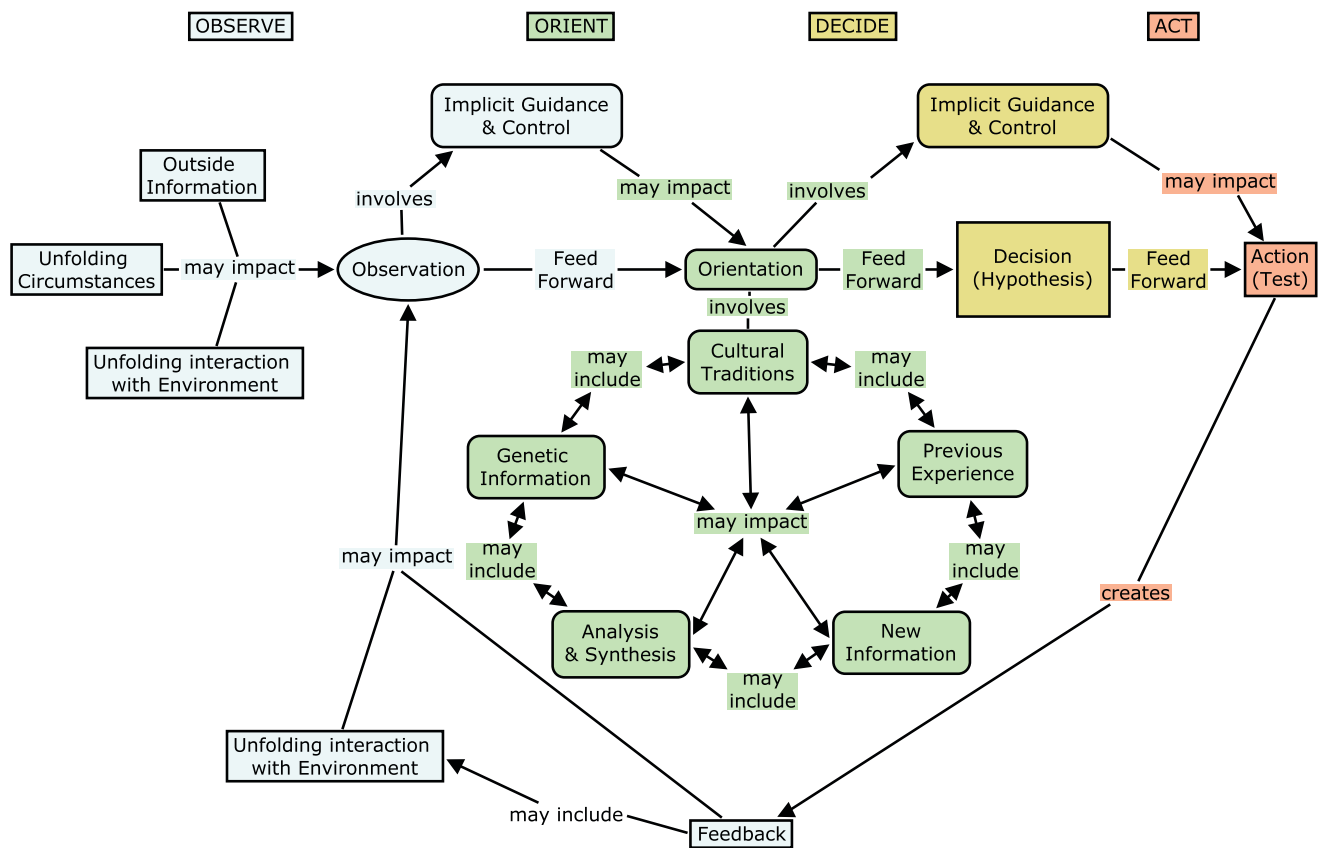 OBSERVE
ORIENT
DECIDE
ACT
Implicit Guidance
& Control
Implicit Guidance
& Control
Outside
Information
involves
may impact
involves
may impact
Unfolding
Circumstances
may impact
Observation
Feed
Forward
Orientation
Feed
Forward
Decision
(Hypothesis)
Feed
Forward
Action
(Test)
involves
Unfolding interaction
with Environment
may
include
Cultural
Traditions
may
include
Genetic
Information
Previous
Experience
may impact
may impact
may
include
may
include
creates
Analysis
& Synthesis
New
Information
may
include
Unfolding interaction
with Environment
may include
Feedback